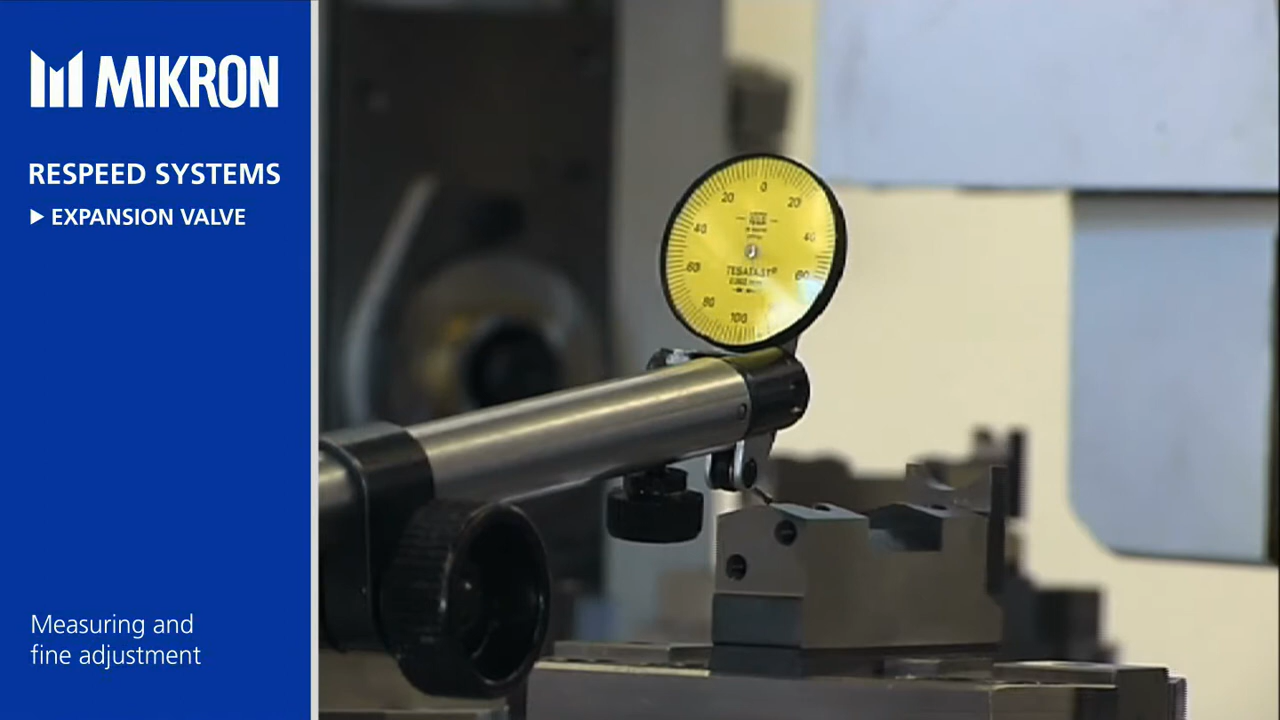 MIKRON
RESPEED SYSTEMS
EXPANSION VALVE
Measuring and
fine adjustment
0
20
20
40
40
60
60
80
100
TESATAST